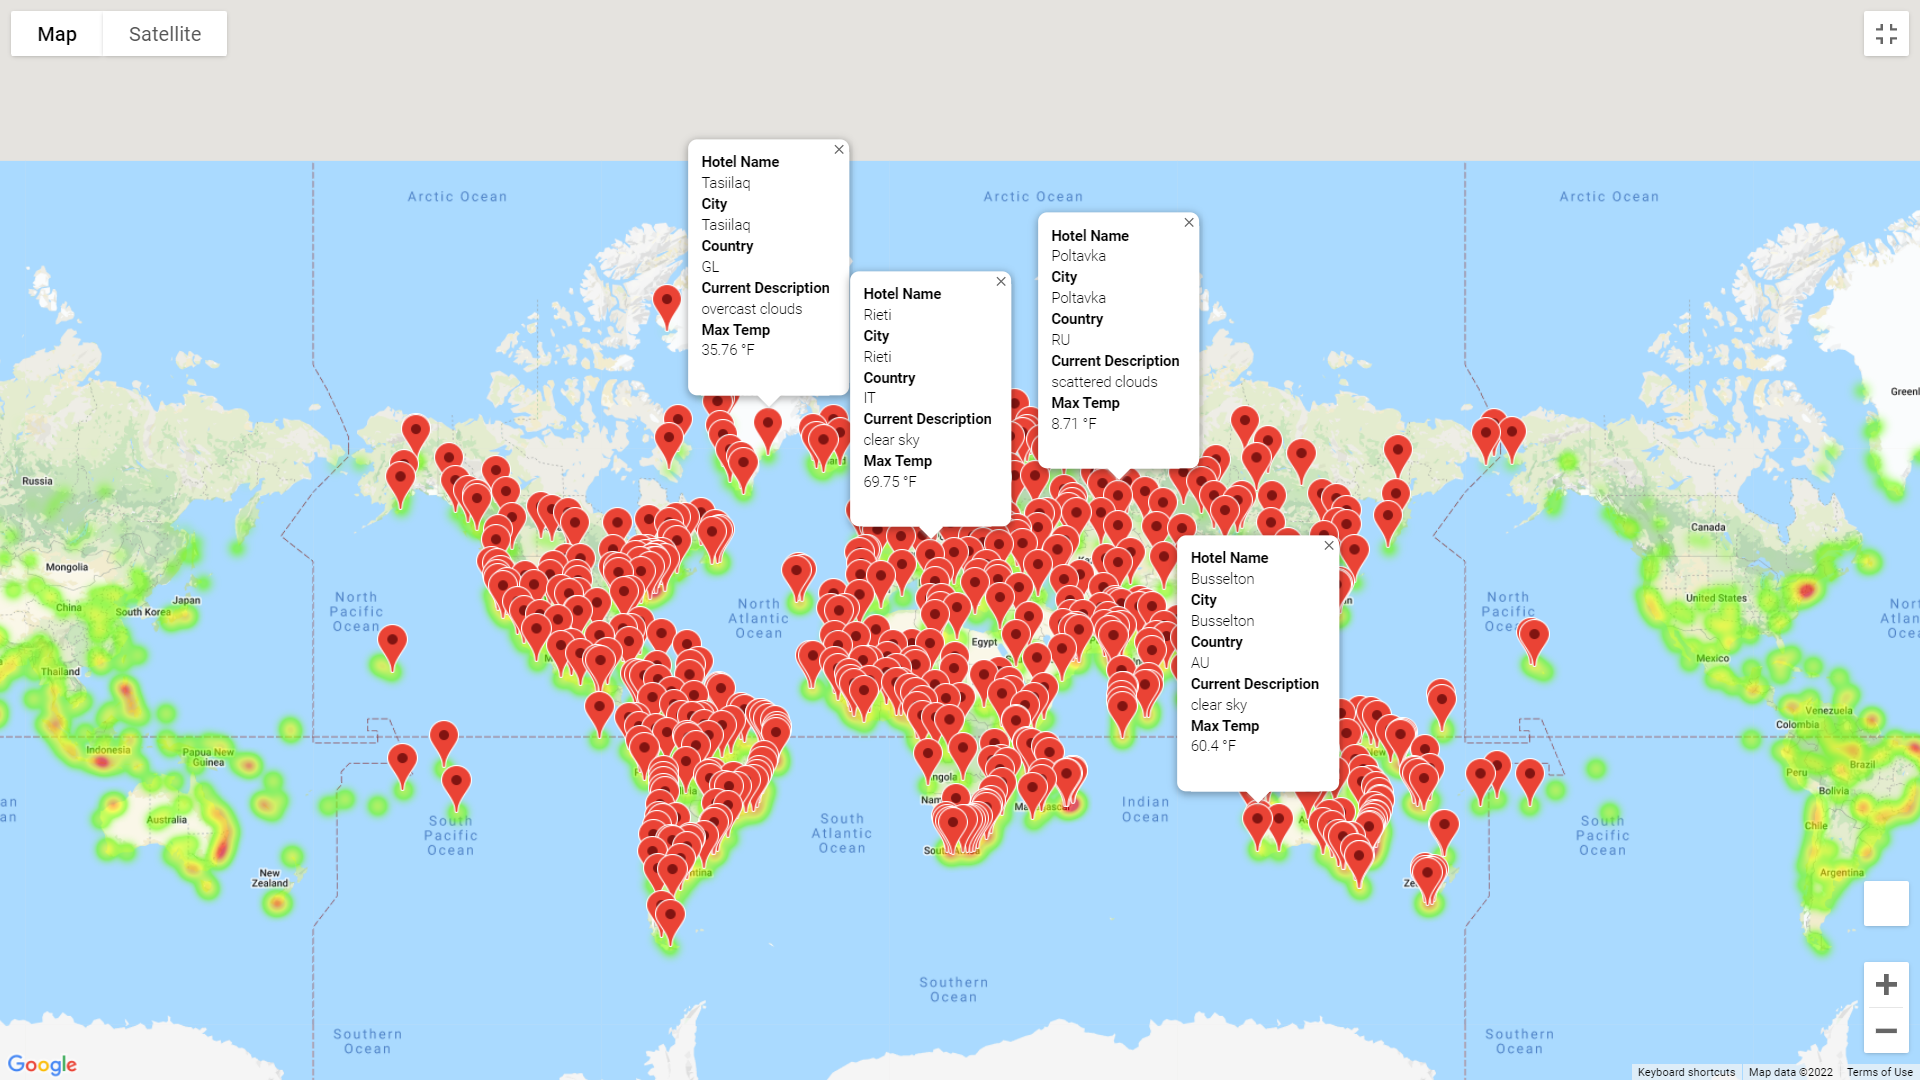 Map
Satellite
Arctic Ocean
Arctic Ocean
Arctic Ocean
Hotel Name
Tasiilaq
City
Tasiilaq
Country
GL
Current Description
overcast clouds
Max Temp
35.76 °F
Hotel Name
Rieti
City
Rieti
Country
IT
Current Description
clear sky
Max Temp
69.75 °F
Hotel Name
Poltavka
City
Poltavka
Country
RU
Current Description
scattered clouds
Max Temp
8.71 °F
Hotel Name
Busselton
City
Busselton
Country
AU
Current Description
clear sky
Max Temp
60.4 °F
Russia
Mongolia
China
South Korea
Japan
Thailand
Indonesia
Papua New
Guinea
Australia
New
Zealand
North
Pacific
Ocean
South
Pacific
Ocean
North
Atlantic
Ocean
South
Atlantic
Ocean
Egypt
Indian
Ocean
Southern
Ocean
Southern
Ocean
Southern
Ocean
North
Pacific
South
Pacific
Ocean
Canada
United States
Mexico
Venezuela
Colombia
Brazil
Peru
Bolivia
Chile
Argentina
Google
Keyboard shortcuts
Map data ©2022
Terms of Use